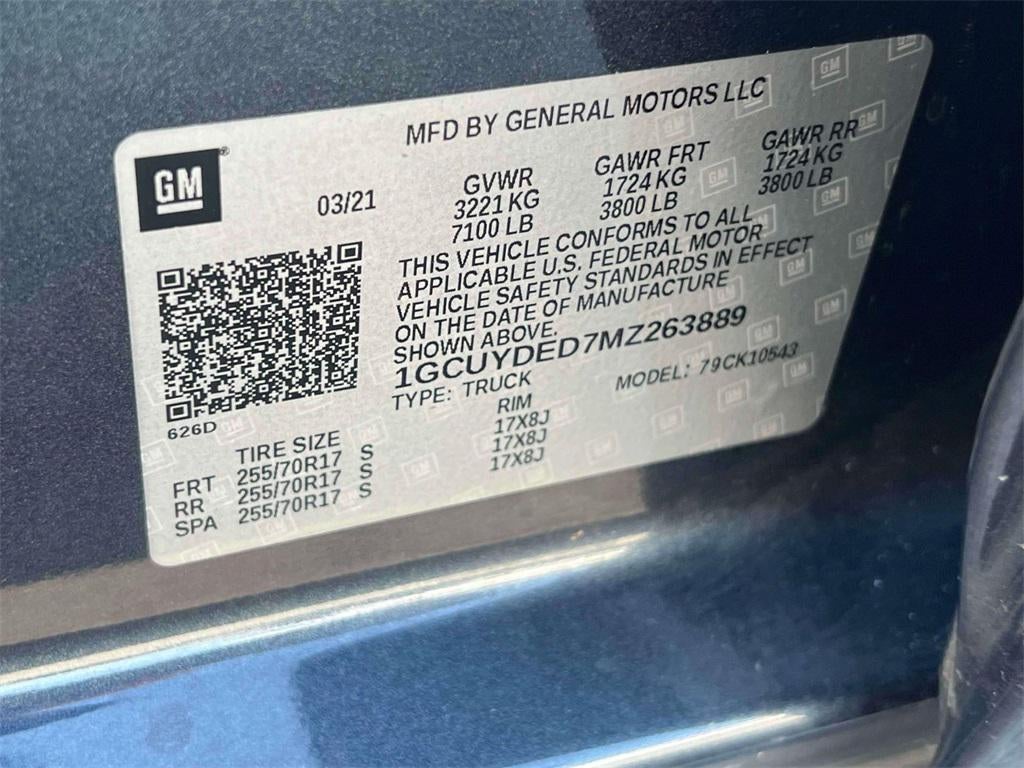 MFD BY GENERAL MOTORS LLC
GM®
03/21
GVWR
3221 KG
7100 LB
GAWR FRT
1724 KG
3800 LB
GAWR RR
1724 KG
3800 LB
THIS VEHICLE CONFORMS TO ALL
APPLICABLE U.S. FEDERAL MOTOR
VEHICLE SAFETY STANDARDS IN EFFECT
ON THE DATE OF MANUFACTURE
SHOWN ABOVE.
1GCUYDED7MZ263889
TYPE: TRUCK
MODEL: 79CK10543
626D
TIRE SIZE RIM
FRT 255/70R17 S 17X8J
RR 255/70R17 S 17X8J
SPA 255/70R17 S 17X8J